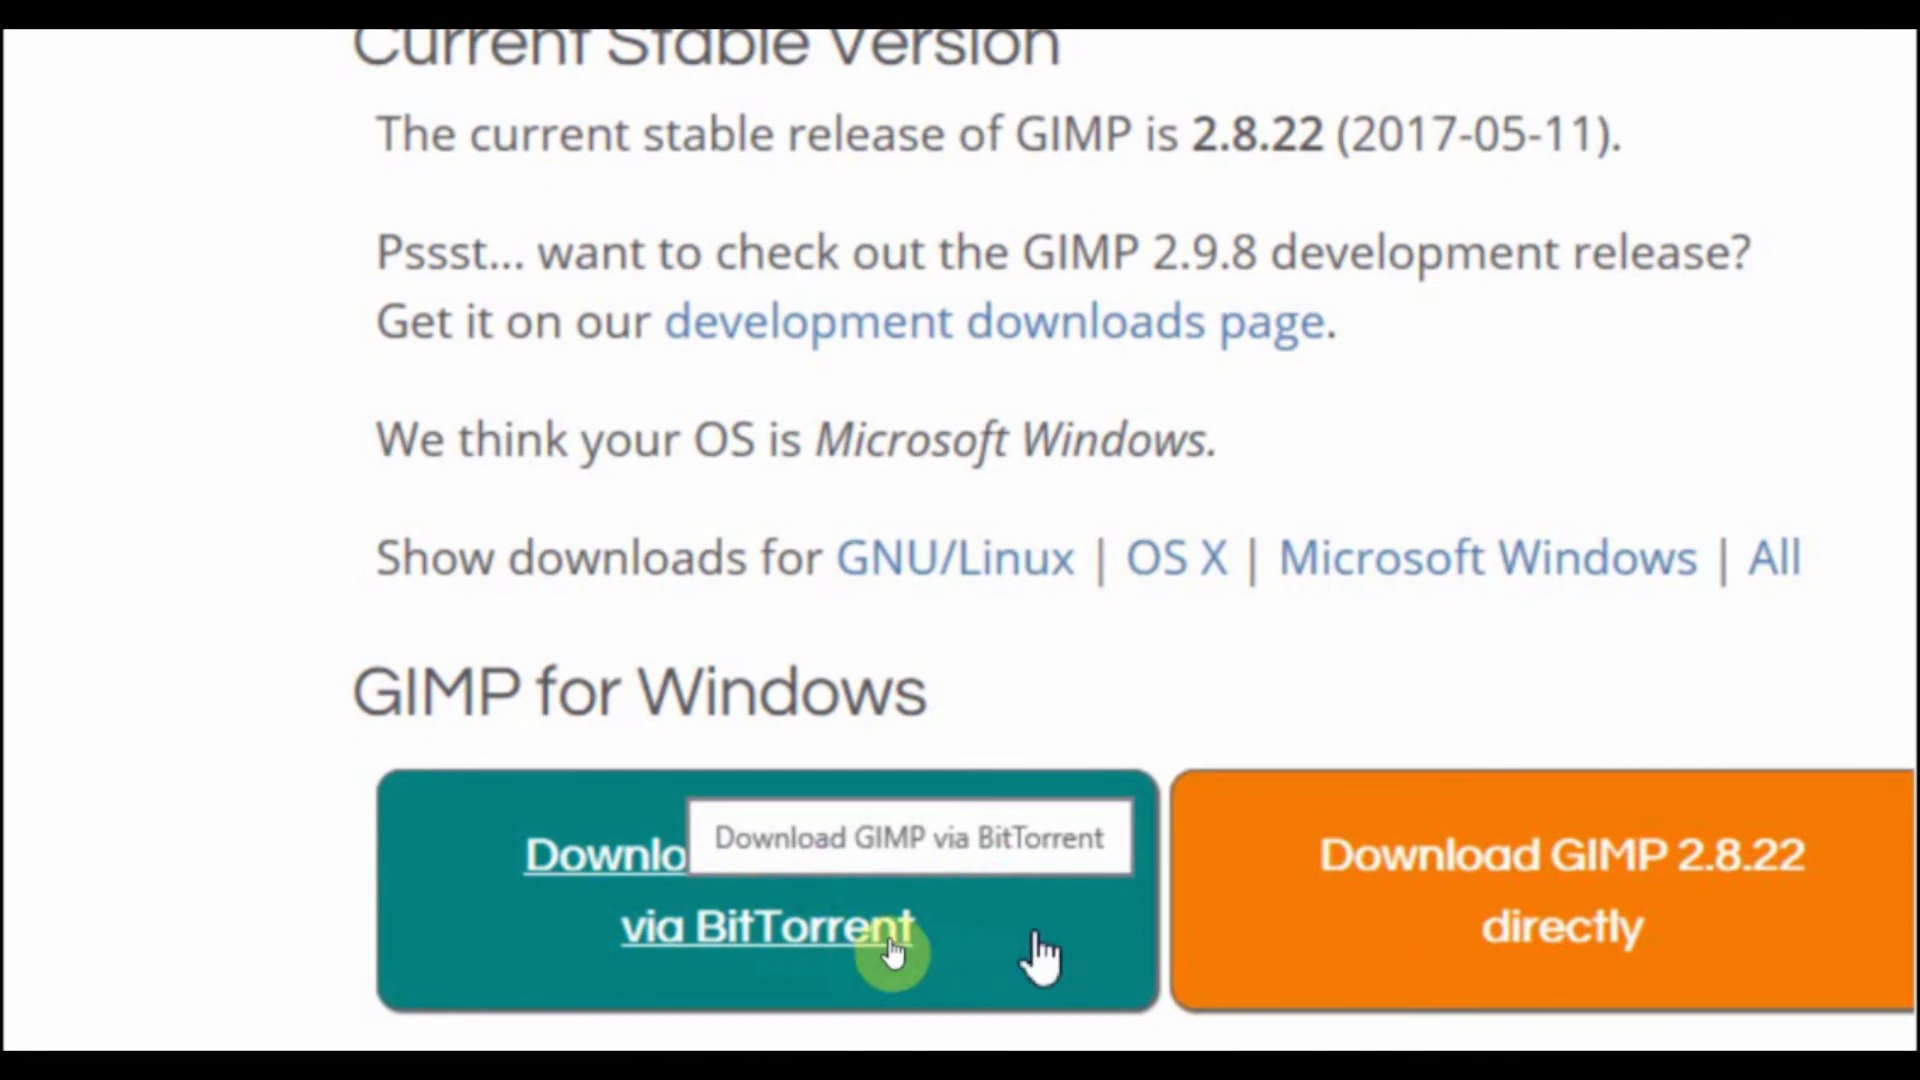 Current Stable Version
The current stable release of GIMP is 2.8.22 (2017-05-11).
Pssst... want to check out the GIMP 2.9.8 development release?
Get it on our development downloads page.
We think your OS is Microsoft Windows.
Show downloads for GNU/Linux | OS X | Microsoft Windows | All
GIMP for Windows
Download GIMP via BitTorrent
Downlo
via BitTorrent
Download GIMP 2.8.22
directly